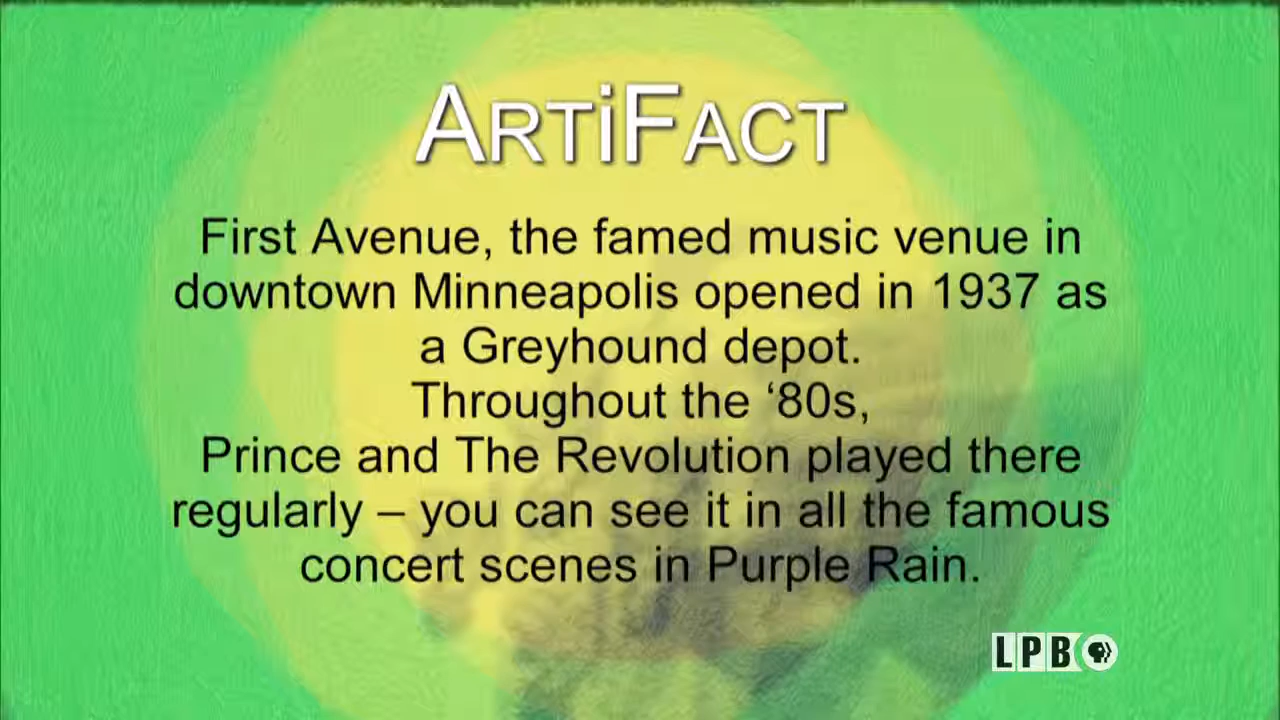 ARTiFACT
First Avenue, the famed music venue in
downtown Minneapolis opened in 1937 as
a Greyhound depot.
Throughout the ‘80s,
Prince and The Revolution played there
regularly – you can see it in all the famous
concert scenes in Purple Rain.
LPB